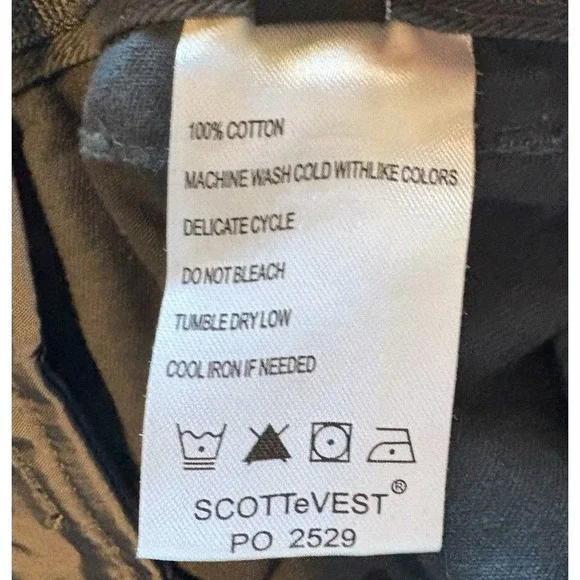 100% COTTON
MACHINE WASH COLD WITHLIKE COLORS
DELICATE CYCLE
DO NOT BLEACH
TUMBLE DRY LOW
COOL IRON IF NEEDED
SCOTTeVEST®
PO 2529